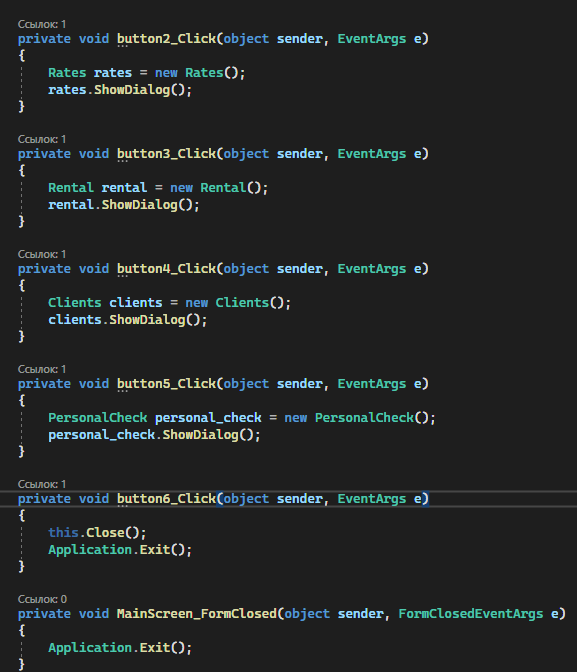 Ссылок: 1
private void button2_Click(object sender, EventArgs e)
{
    Rates rates = new Rates();
    rates.ShowDialog();
}
Ссылок: 1
private void button3_Click(object sender, EventArgs e)
{
    Rental rental = new Rental();
    rental.ShowDialog();
}
Ссылок: 1
private void button4_Click(object sender, EventArgs e)
{
    Clients clients = new Clients();
    clients.ShowDialog();
}
Ссылок: 1
private void button5_Click(object sender, EventArgs e)
{
    PersonalCheck personal_check = new PersonalCheck();
    personal_check.ShowDialog();
}
Ссылок: 1
private void button6_Click(object sender, EventArgs e)
{
    this.Close();
    Application.Exit();
}
Ссылок: 0
private void MainScreen_FormClosed(object sender, FormClosedEventArgs e)
{
    Application.Exit();
}